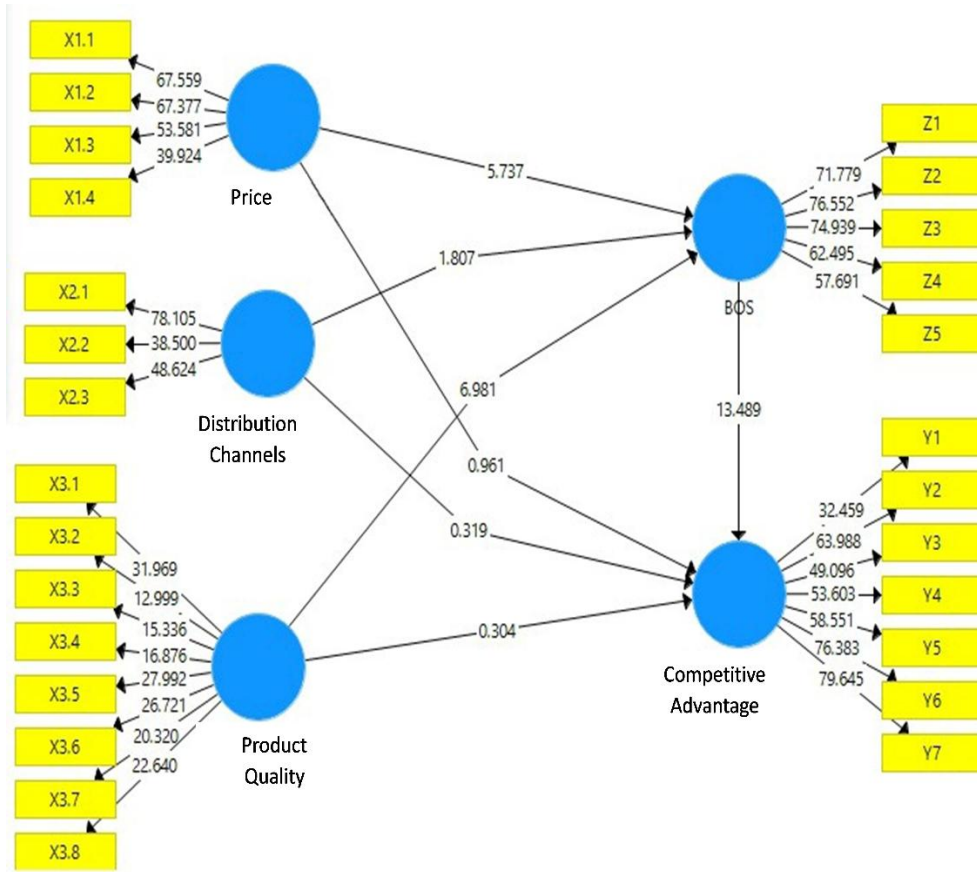 X1.1
67.559
X1.2
67.377
X1.3
53.581
X1.4
39.924
Price
X2.1
78.105
X2.2
38.500
X2.3
48.624
Distribution
Channels
X3.1
X3.2
31.969
X3.3
12.999
15.336
X3.4
16.876
X3.5
27.992
26.721
X3.6
20.320
X3.7
22.640
X3.8
Product
Quality
5.737
1.807
6.981
0.961
0.319
0.304
13.489
BOS
Z1
71.779
Z2
76.552
Z3
74.939
62.495
Z4
57.691
Z5
Competitive
Advantage
Y1
Y2
32.459
63.988
Y3
49.096
53.603
Y4
58.551
Y5
76.383
79.645
Y6
Y7